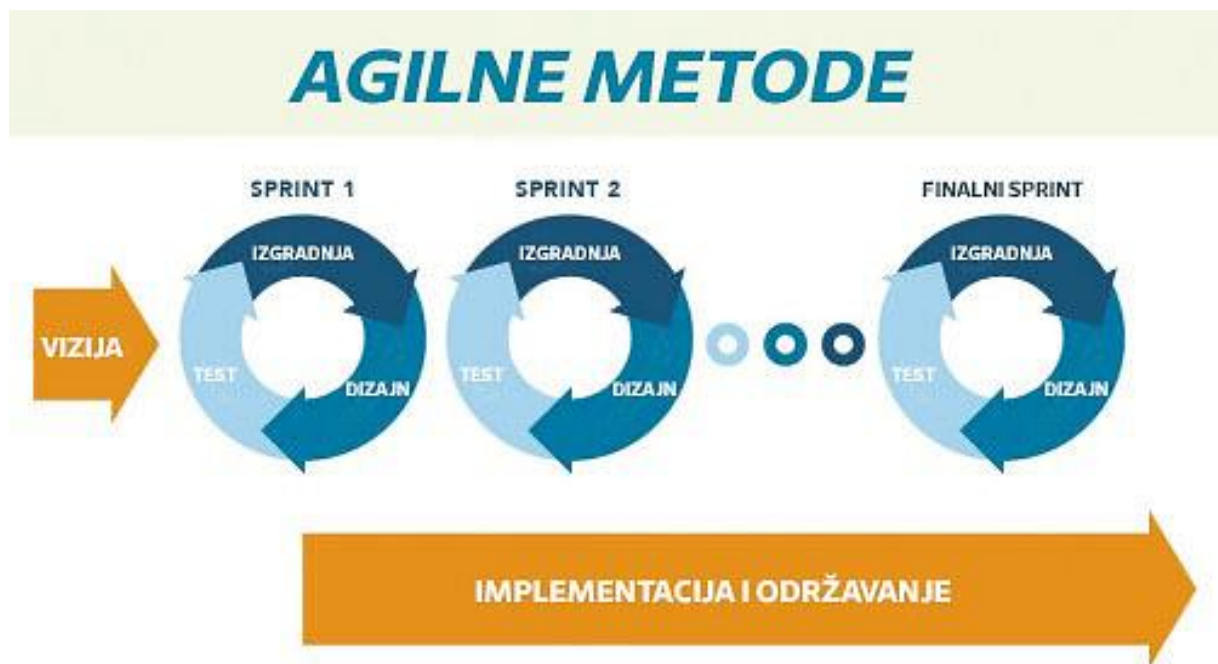 AGILNE METODE
SPRINT 1
SPRINT 2
FINALNI SPRINT
VIZIJA
IZGRADNJA
TEST
DIZAJN
IZGRADNJA
TEST
DIZAJN
IZGRADNJA
TEST
DIZAJN
IMPLEMENTACIJA I ODRŽAVANJE